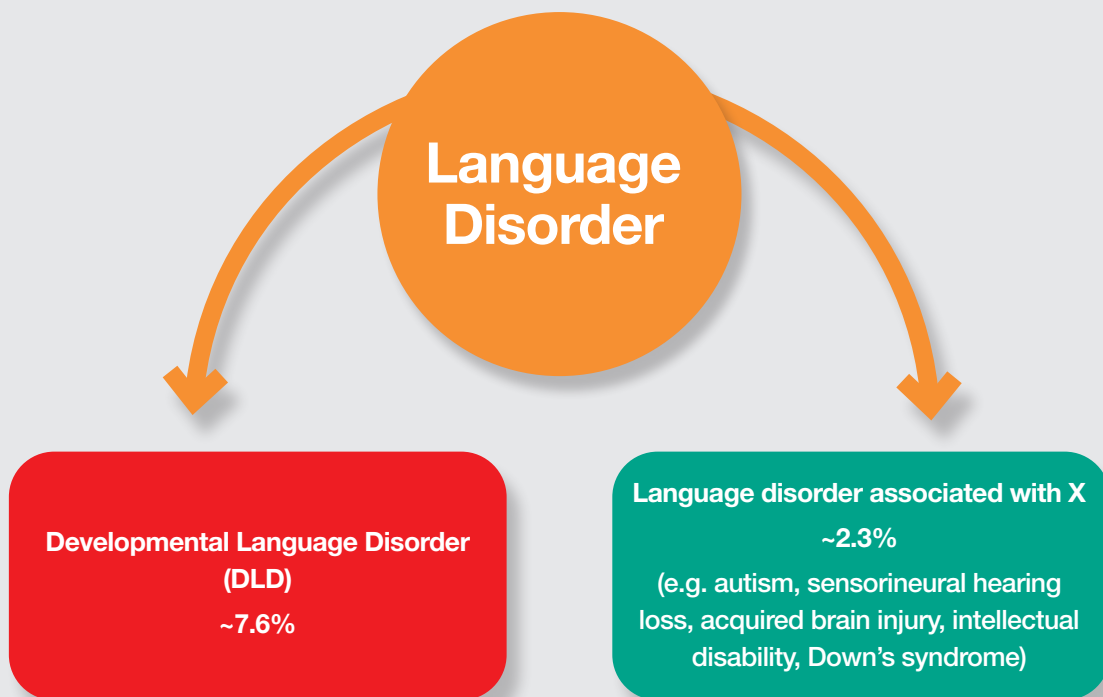 Language
Disorder
Developmental Language Disorder
(DLD)
~7.6%
Language disorder associated with X
~2.3%
(e.g. autism, sensorineural hearing
loss, acquired brain injury, intellectual
disability, Down’s syndrome)